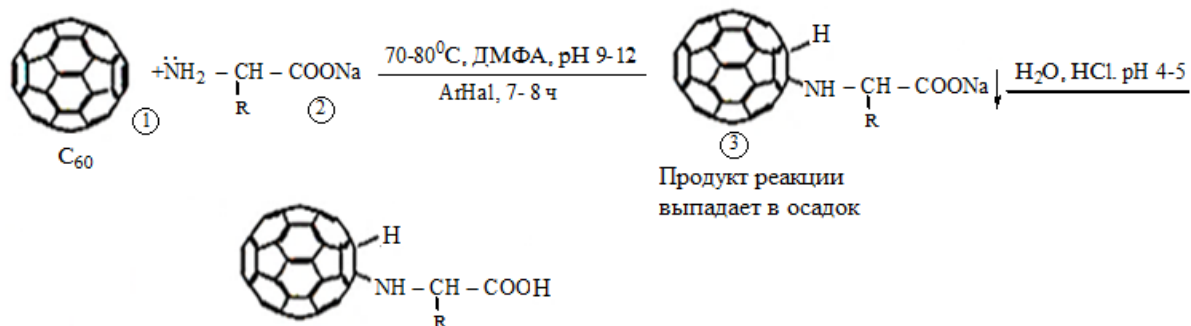 C₆₀
①
+N̈H₂ – CH – COONa
R
②
70-80⁰C, ДМФА, pH 9-12
ArHal, 7- 8 ч
H
NH – CH – COONa ↓
R
③
Продукт реакции
выпадает в осадок
H₂O, HCl. pH 4-5
H
NH – CH – COOH
R